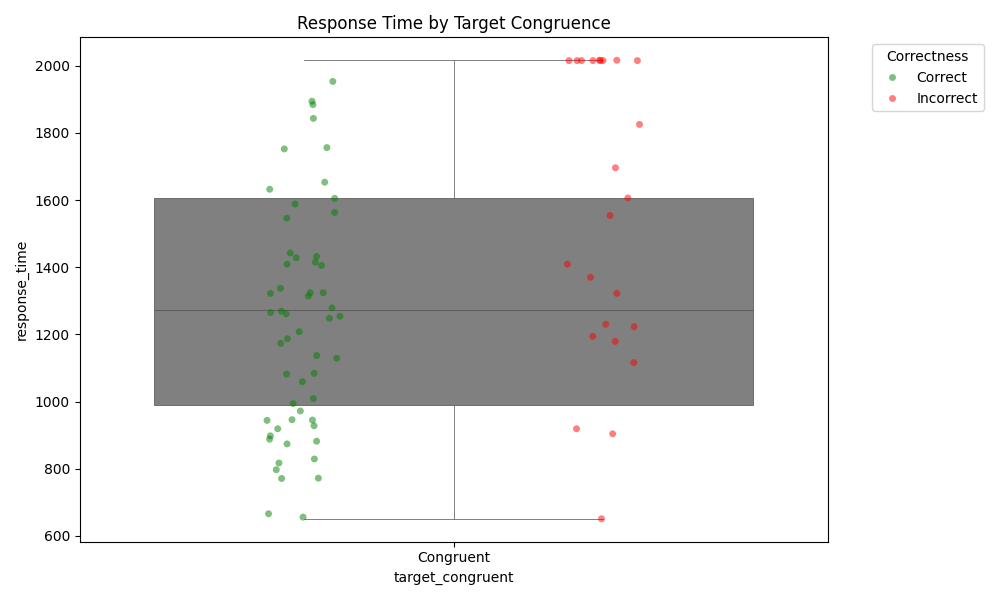 Response Time by Target Congruence
Correctness
Correct
Incorrect
response_time
2000
1800
1600
1400
1200
1000
800
600
Congruent
target_congruent